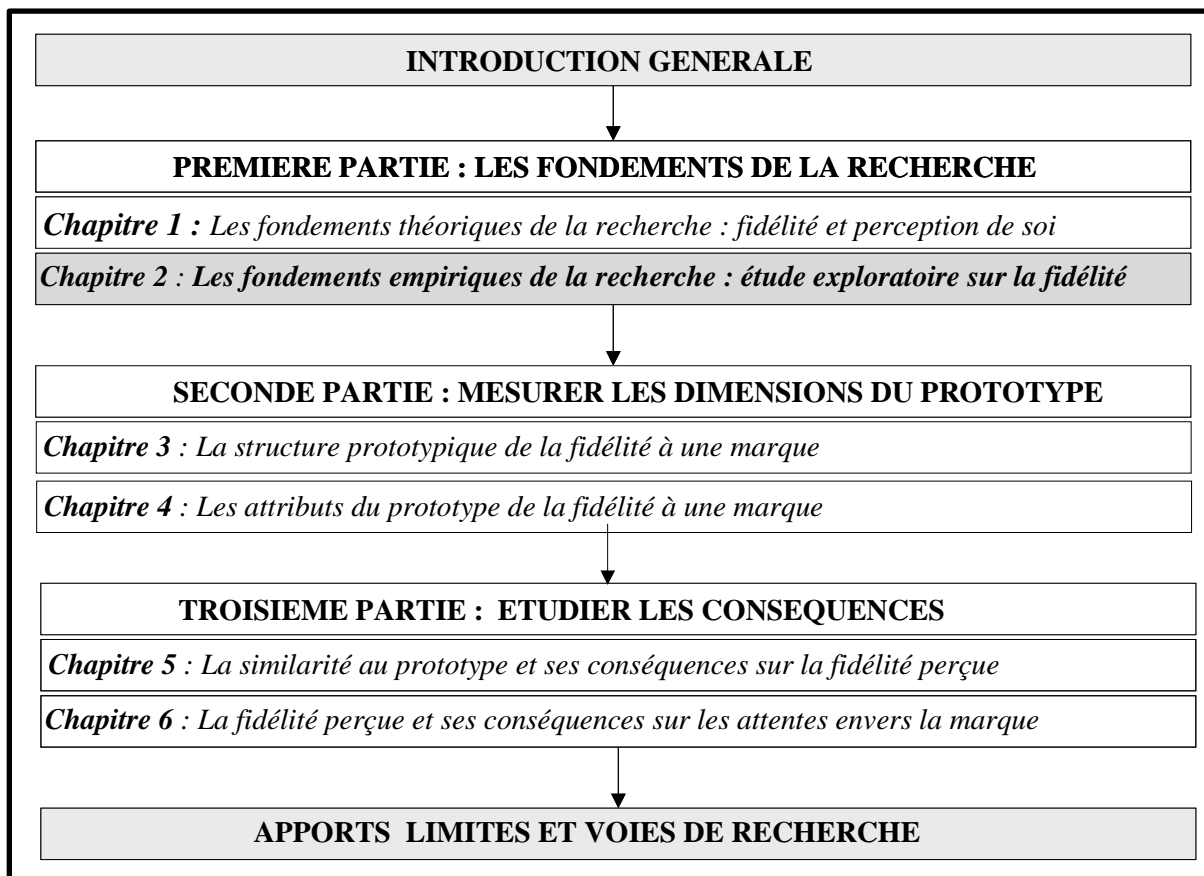 INTRODUCTION GENERALE
PREMIERE PARTIE : LES FONDEMENTS DE LA RECHERCHE
Chapitre 1 : Les fondements théoriques de la recherche : fidélité et perception de soi
Chapitre 2 : Les fondements empiriques de la recherche : étude exploratoire sur la fidélité
SECONDE PARTIE : MESURER LES DIMENSIONS DU PROTOTYPE
Chapitre 3 : La structure prototypique de la fidélité à une marque
Chapitre 4 : Les attributs du prototype de la fidélité à une marque
TROISIEME PARTIE : ETUDIER LES CONSEQUENCES
Chapitre 5 : La similarité au prototype et ses conséquences sur la fidélité perçue
Chapitre 6 : La fidélité perçue et ses conséquences sur les attentes envers la marque
APPORTS LIMITES ET VOIES DE RECHERCHE